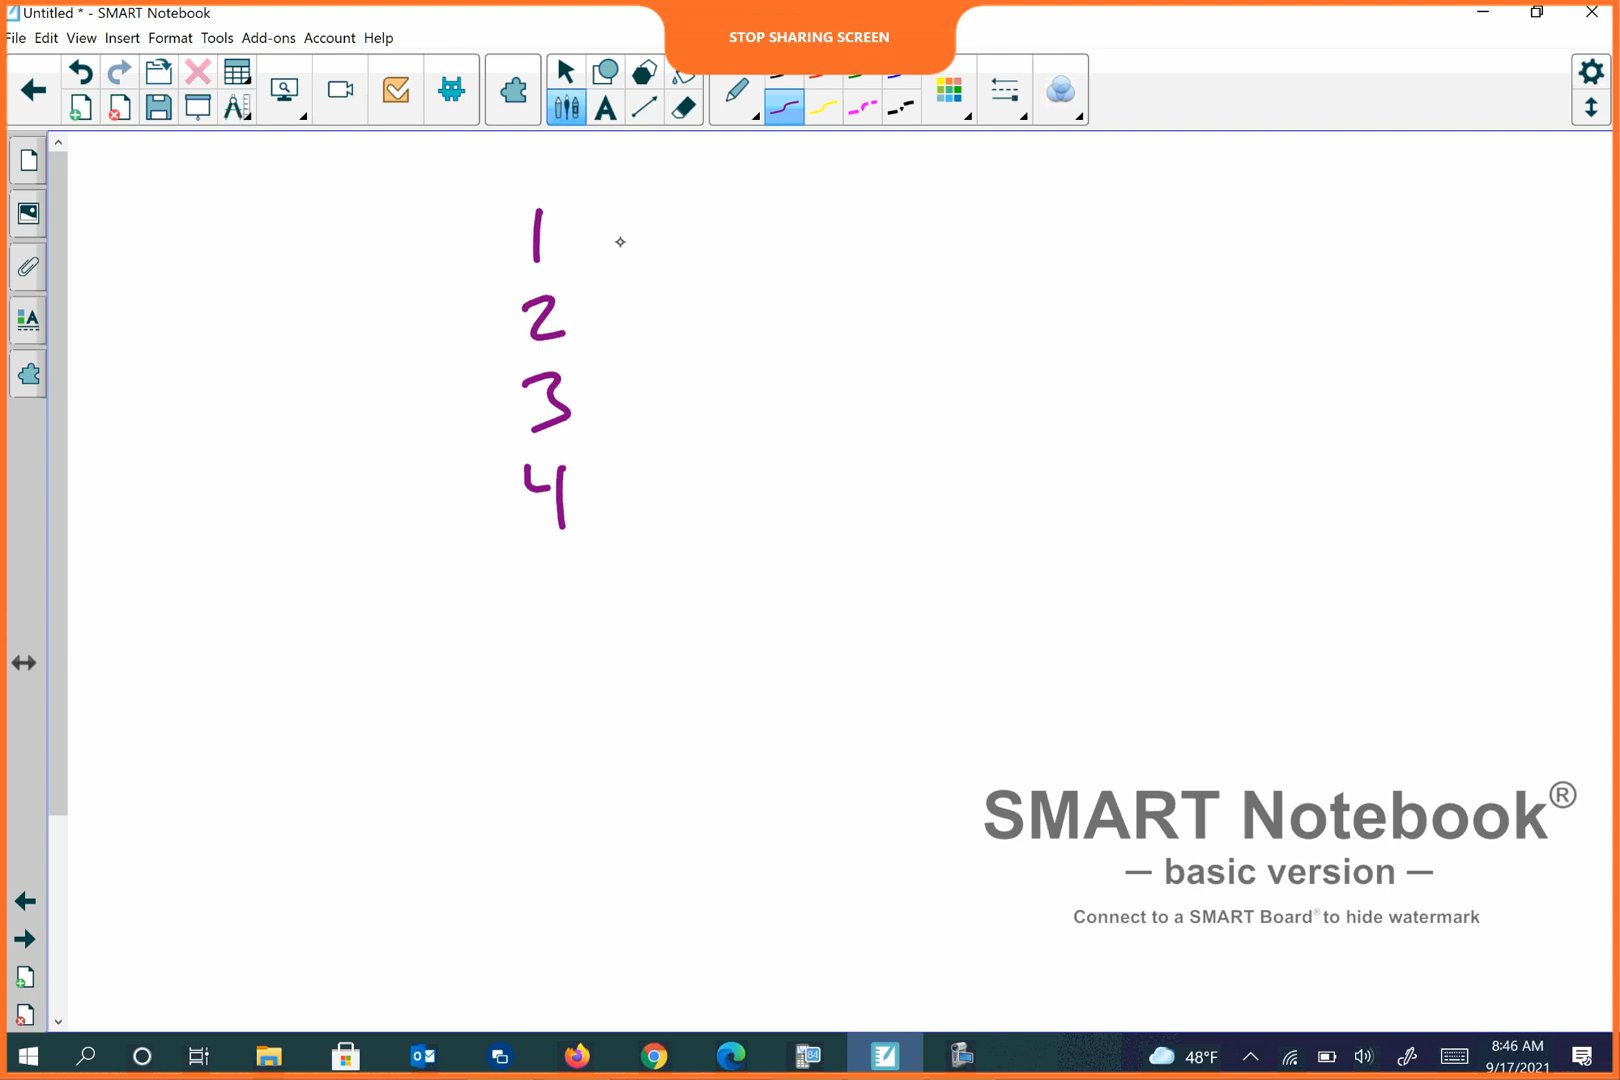 Untitled * - SMART Notebook
STOP SHARING SCREEN
File Edit View Insert Format Tools Add-ons Account Help
1
2
3
4
SMART Notebook®
— basic version —
Connect to a SMART Board® to hide watermark
48°F
8:46 AM
9/17/2021